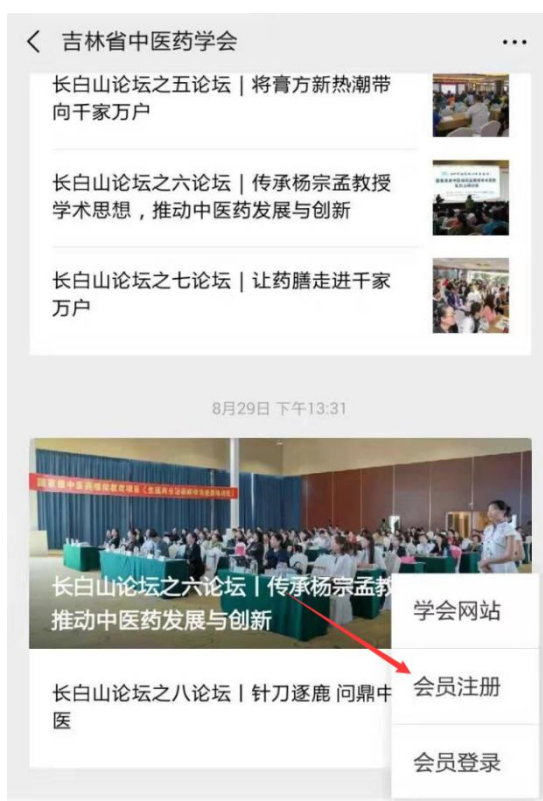 吉林省中医药学会
长白山论坛之五论坛 | 将膏方新热潮带
向千家万户
长白山论坛之六论坛 | 传承杨宗孟教授
学术思想，推动中医药发展与创新
长白山论坛之七论坛 | 让药膳走进千家
万户
8月29日 下午13:31
长白山论坛之六论坛 | 传承杨宗孟教
推动中医药发展与创新
长白山论坛之八论坛 | 针刀逐鹿 问鼎中
医
学会网站
会员注册
会员登录